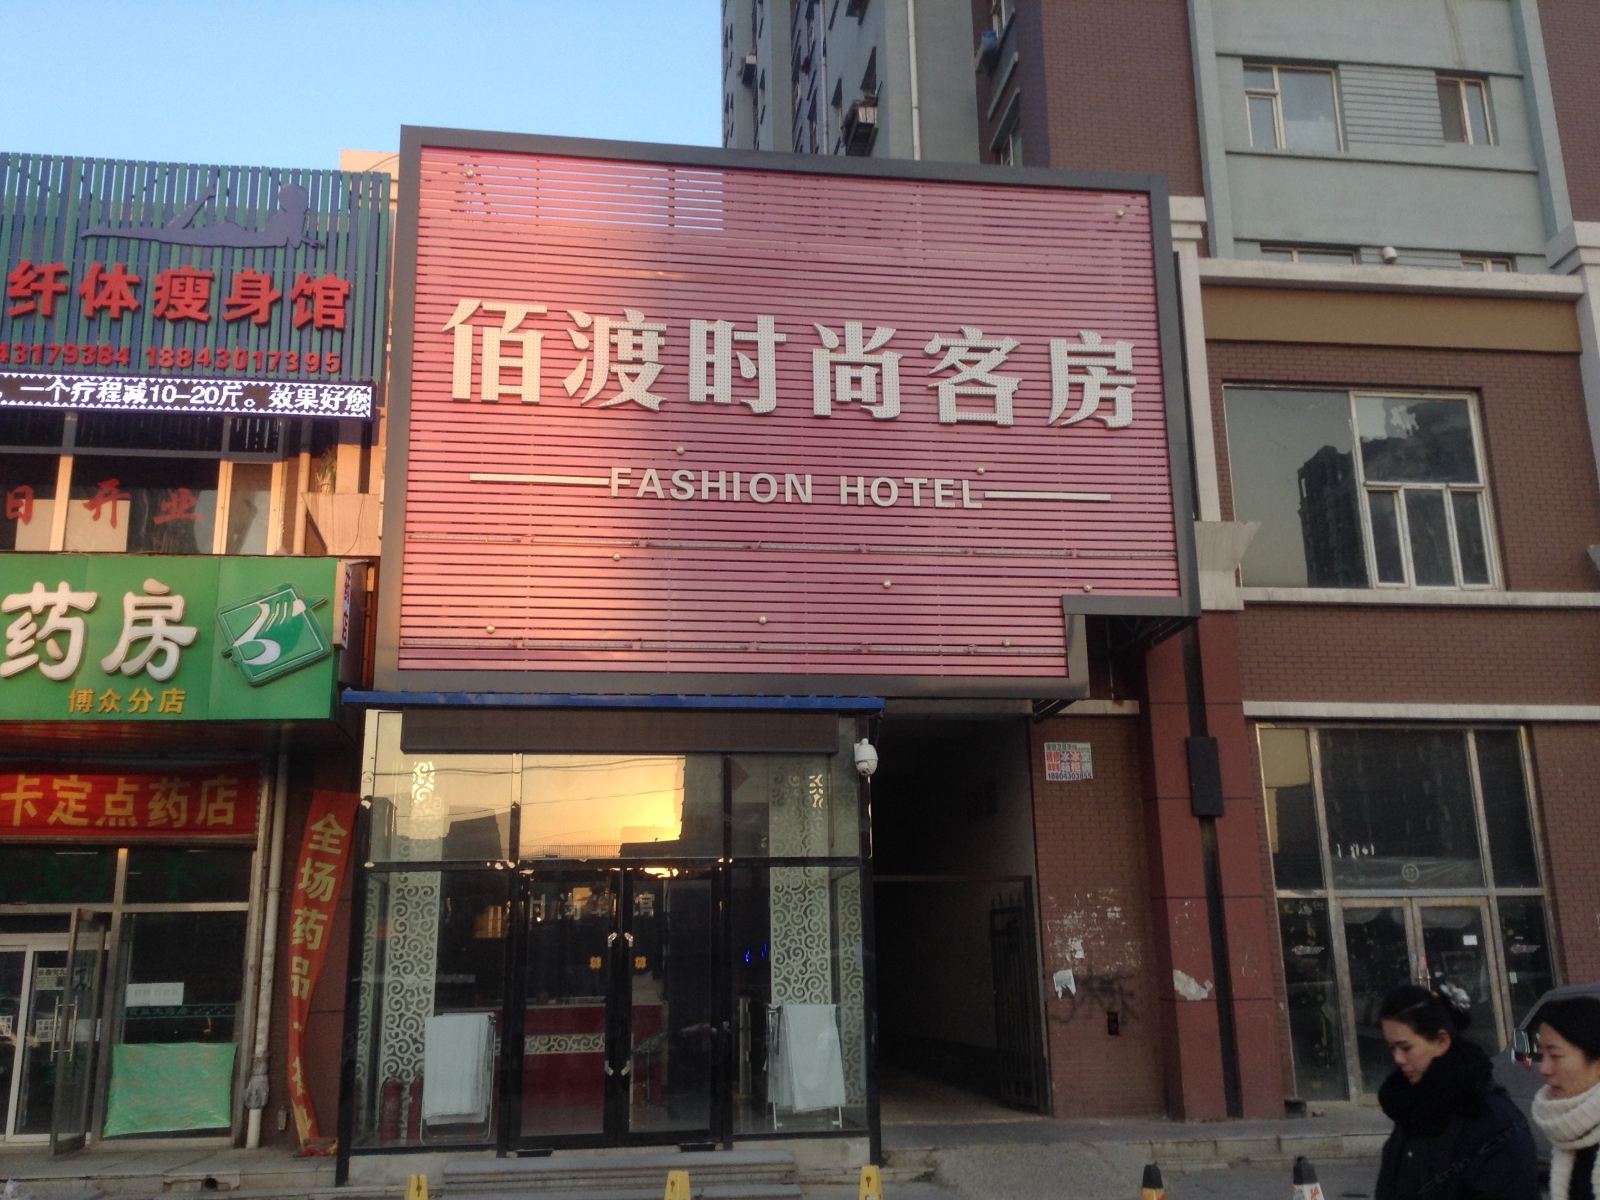 纤体瘦身馆
43179384 18843017395
一个疗程减10-20斤。效果好您
日开业
药房
博众分店
卡定点药店
全场药品·
佰渡时尚客房
FASHION HOTEL
18804303855